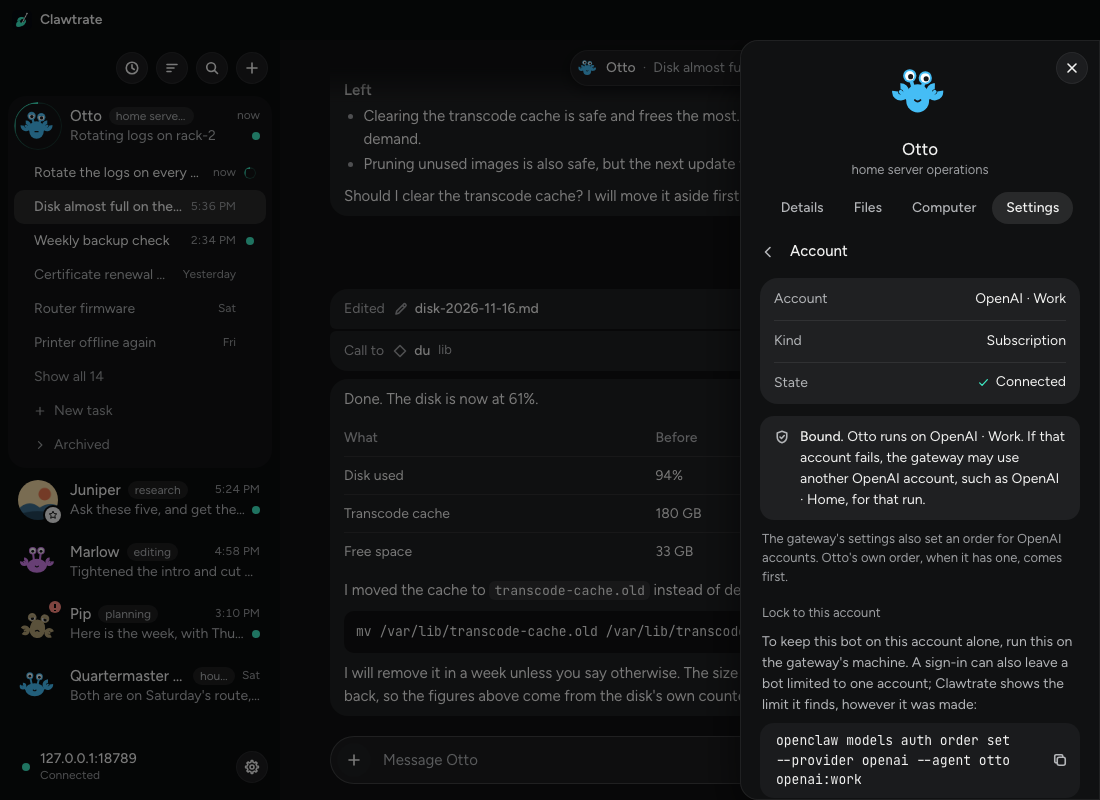 Clawtrate
Otto home serve... now
Rotating logs on rack-2
Rotate the logs on every ... now
Disk almost full on the... 5:36 PM
Weekly backup check 2:34 PM
Certificate renewal ... Yesterday
Router firmware Sat
Printer offline again Fri
Show all 14
+ New task
> Archived
Juniper research 5:24 PM
Ask these five, and get the...
Marlow editing 4:58 PM
Tightened the intro and cut ...
Pip planning 3:10 PM
Here is the week, with Thu...
Quartermaster ... hou... Sat
Both are on Saturday's route,...
127.0.0.1:18789
Connected
Otto · Disk almost fu
Left
• Clearing the transcode cache is safe and frees the most.
demand.
• Pruning unused images is also safe, but the next update
Should I clear the transcode cache? I will move it aside first
Edited disk-2026-11-16.md
Call to du lib
Done. The disk is now at 61%.
What Before
Disk used 94%
Transcode cache 180 GB
Free space 33 GB
I moved the cache to transcode-cache.old instead of de
mv /var/lib/transcode-cache.old /var/lib/transcod
I will remove it in a week unless you say otherwise. The size
back, so the figures above come from the disk's own count
Message Otto
Otto
home server operations
Details Files Computer Settings
Account
Account OpenAI · Work
Kind Subscription
State Connected
Bound. Otto runs on OpenAI · Work. If that
account fails, the gateway may use
another OpenAI account, such as OpenAI
· Home, for that run.
The gateway's settings also set an order for OpenAI
accounts. Otto's own order, when it has one, comes
first.
Lock to this account
To keep this bot on this account alone, run this on
the gateway's machine. A sign-in can also leave a
bot limited to one account; Clawtrate shows the
limit it finds, however it was made:
openclaw models auth order set
--provider openai --agent otto
openai:work